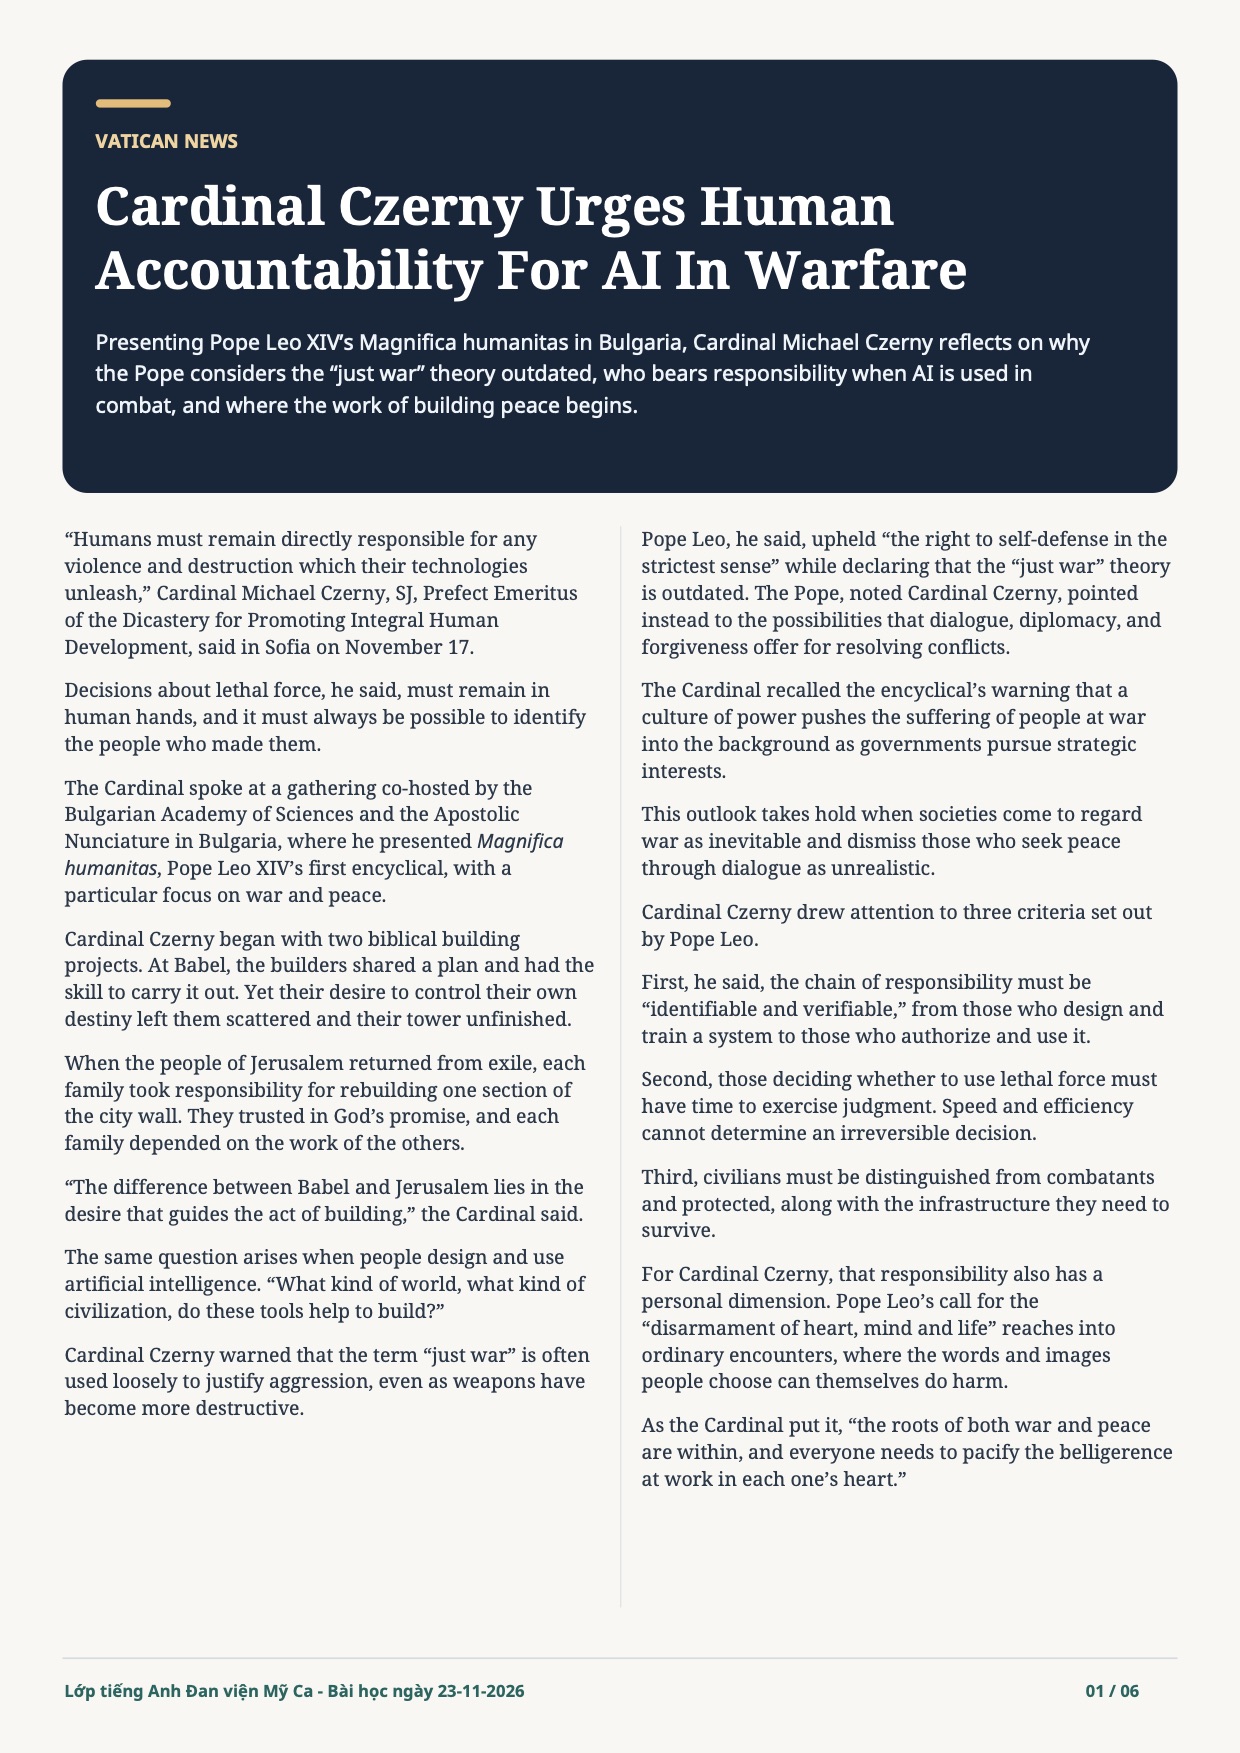 VATICAN NEWS
Cardinal Czerny Urges Human
Accountability For AI In Warfare
Presenting Pope Leo XIV’s Magnifica humanitas in Bulgaria, Cardinal Michael Czerny reflects on why
the Pope considers the “just war” theory outdated, who bears responsibility when AI is used in
combat, and where the work of building peace begins.
“Humans must remain directly responsible for any
violence and destruction which their technologies
unleash,” Cardinal Michael Czerny, SJ, Prefect Emeritus
of the Dicastery for Promoting Integral Human
Development, said in Sofia on November 17.
Decisions about lethal force, he said, must remain in
human hands, and it must always be possible to identify
the people who made them.
The Cardinal spoke at a gathering co-hosted by the
Bulgarian Academy of Sciences and the Apostolic
Nunciature in Bulgaria, where he presented Magnifica
humanitas, Pope Leo XIV’s first encyclical, with a
particular focus on war and peace.
Cardinal Czerny began with two biblical building
projects. At Babel, the builders shared a plan and had the
skill to carry it out. Yet their desire to control their own
destiny left them scattered and their tower unfinished.
When the people of Jerusalem returned from exile, each
family took responsibility for rebuilding one section of
the city wall. They trusted in God’s promise, and each
family depended on the work of the others.
“The difference between Babel and Jerusalem lies in the
desire that guides the act of building,” the Cardinal said.
The same question arises when people design and use
artificial intelligence. “What kind of world, what kind of
civilization, do these tools help to build?”
Cardinal Czerny warned that the term “just war” is often
used loosely to justify aggression, even as weapons have
become more destructive.
Pope Leo, he said, upheld “the right to self-defense in the
strictest sense” while declaring that the “just war” theory
is outdated. The Pope, noted Cardinal Czerny, pointed
instead to the possibilities that dialogue, diplomacy, and
forgiveness offer for resolving conflicts.
The Cardinal recalled the encyclical’s warning that a
culture of power pushes the suffering of people at war
into the background as governments pursue strategic
interests.
This outlook takes hold when societies come to regard
war as inevitable and dismiss those who seek peace
through dialogue as unrealistic.
Cardinal Czerny drew attention to three criteria set out
by Pope Leo.
First, he said, the chain of responsibility must be
“identifiable and verifiable,” from those who design and
train a system to those who authorize and use it.
Second, those deciding whether to use lethal force must
have time to exercise judgment. Speed and efficiency
cannot determine an irreversible decision.
Third, civilians must be distinguished from combatants
and protected, along with the infrastructure they need to
survive.
For Cardinal Czerny, that responsibility also has a
personal dimension. Pope Leo’s call for the
“disarmament of heart, mind and life” reaches into
ordinary encounters, where the words and images
people choose can themselves do harm.
As the Cardinal put it, “the roots of both war and peace
are within, and everyone needs to pacify the belligerence
at work in each one’s heart.”
Lớp tiếng Anh Đan viện Mỹ Ca - Bài học ngày 23-11-2026
01 / 06